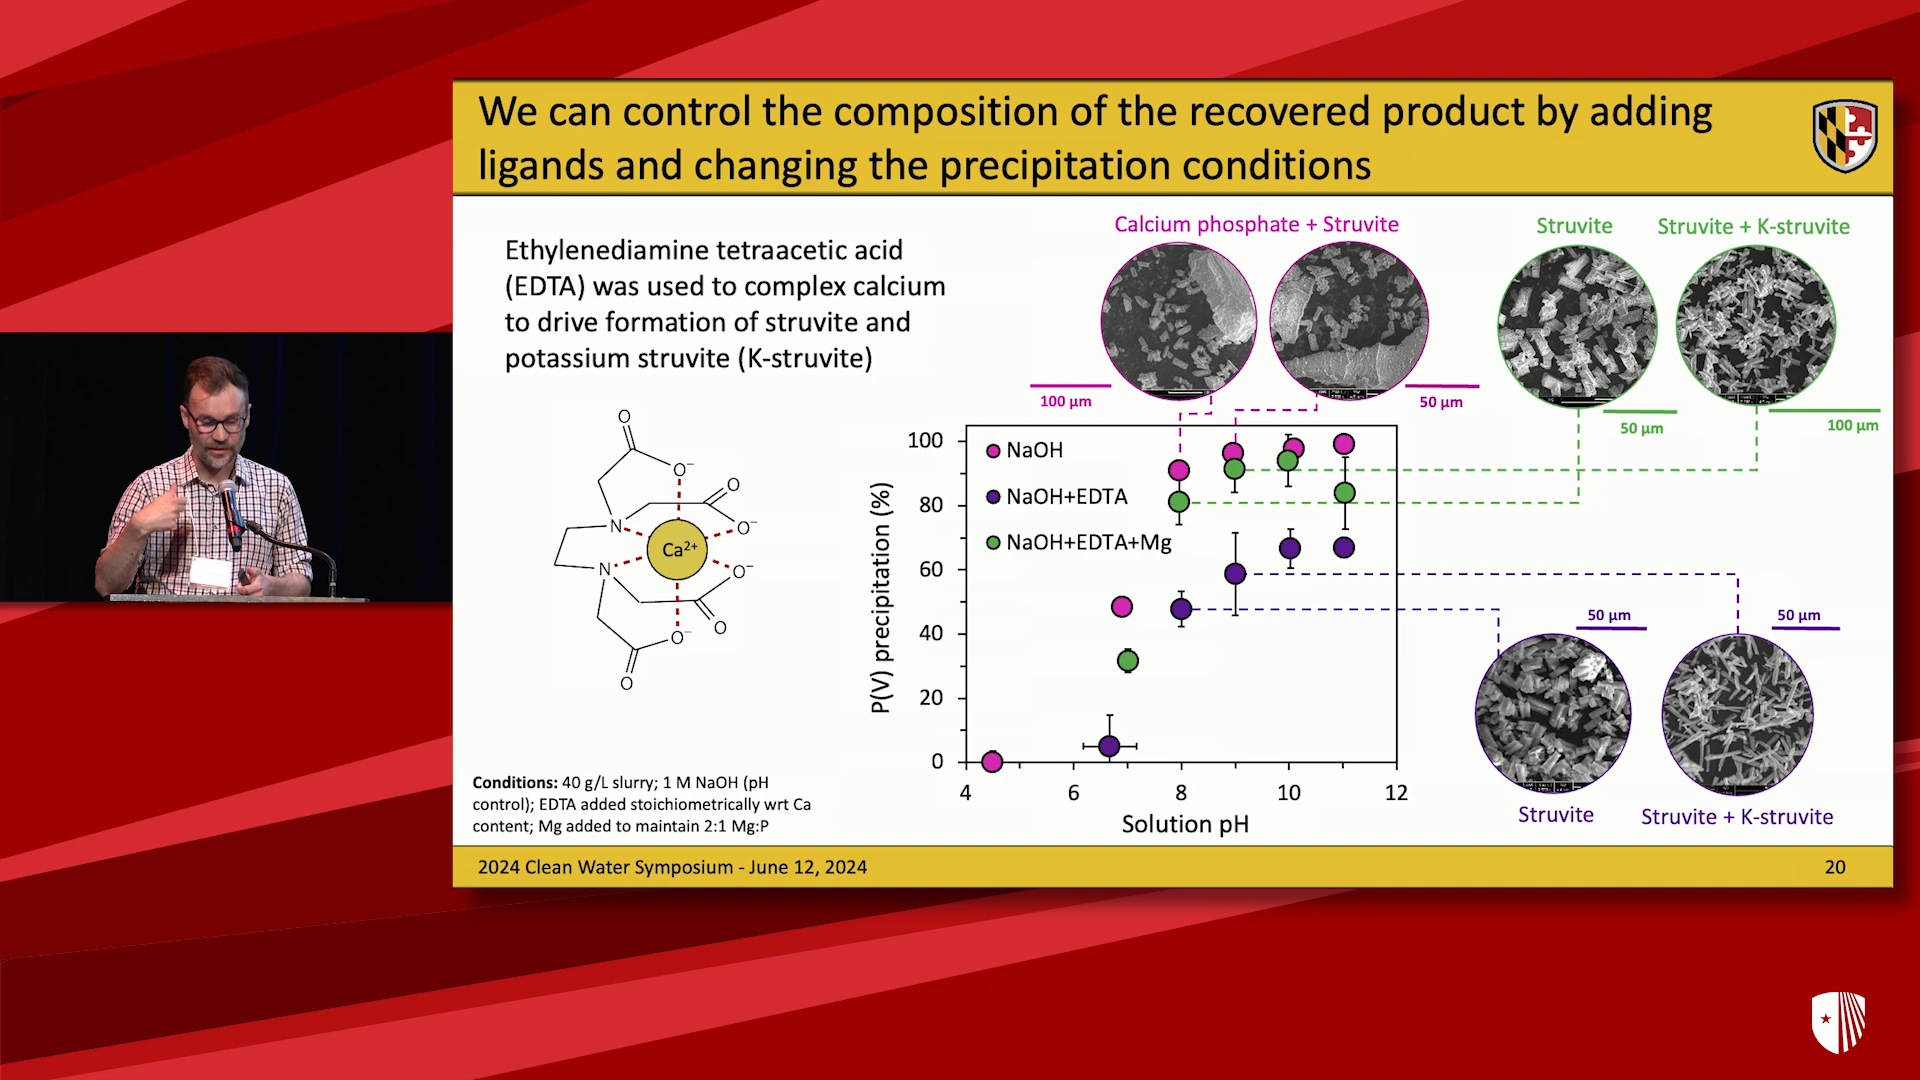 We can control the composition of the recovered product by adding
ligands and changing the precipitation conditions
Ethylenediamine tetraacetic acid
(EDTA) was used to complex calcium
to drive formation of struvite and
potassium struvite (K-struvite)
O
O⁻
O
N
O⁻
Ca²⁺
N
O⁻
O
O⁻
O
Conditions: 40 g/L slurry; 1 M NaOH (pH
control); EDTA added stoichiometrically wrt Ca
content; Mg added to maintain 2:1 Mg:P
Calcium phosphate + Struvite
100 µm
50 µm
Struvite
Struvite + K-struvite
50 µm
100 µm
P(V) precipitation (%)
100
80
60
40
20
0
NaOH
NaOH+EDTA
NaOH+EDTA+Mg
4
6
8
10
12
Solution pH
50 µm
50 µm
Struvite
Struvite + K-struvite
2024 Clean Water Symposium - June 12, 2024
20